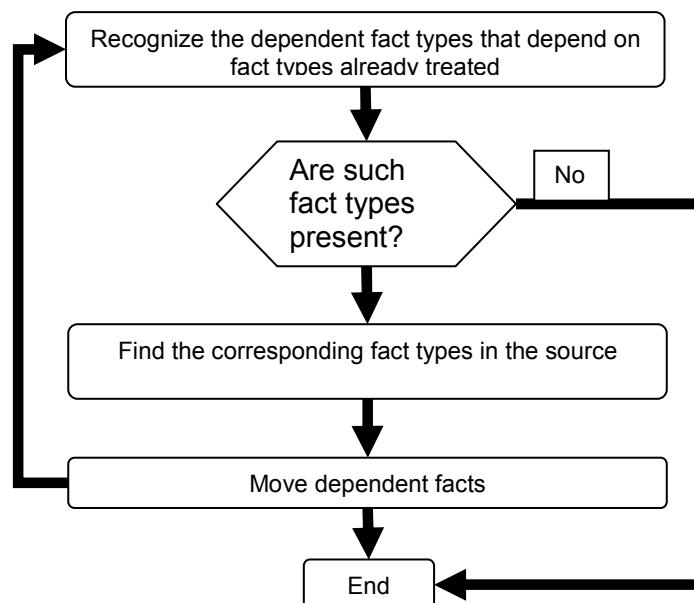 Recognize the dependent fact types that depend on
fact types already treated
Are such
fact types
present?
No
Find the corresponding fact types in the source
Move dependent facts
End